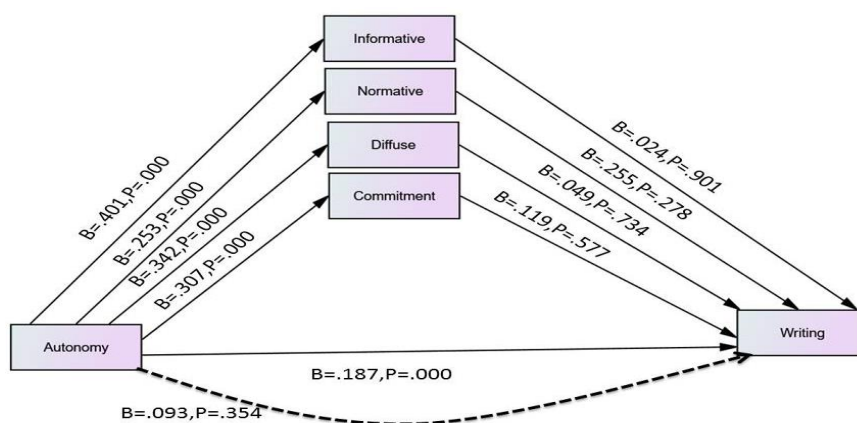 Informative
Normative
Diffuse
Commitment
B=.401,P=.000
B=.253,P=.000
B=.342,P=.000
B=.307,P=.000
B=.024,P=.901
B=.255,P=.278
B=.049,P=.734
B=.119,P=.577
Autonomy
Writing
B=.187,P=.000
B=.093,P=.354